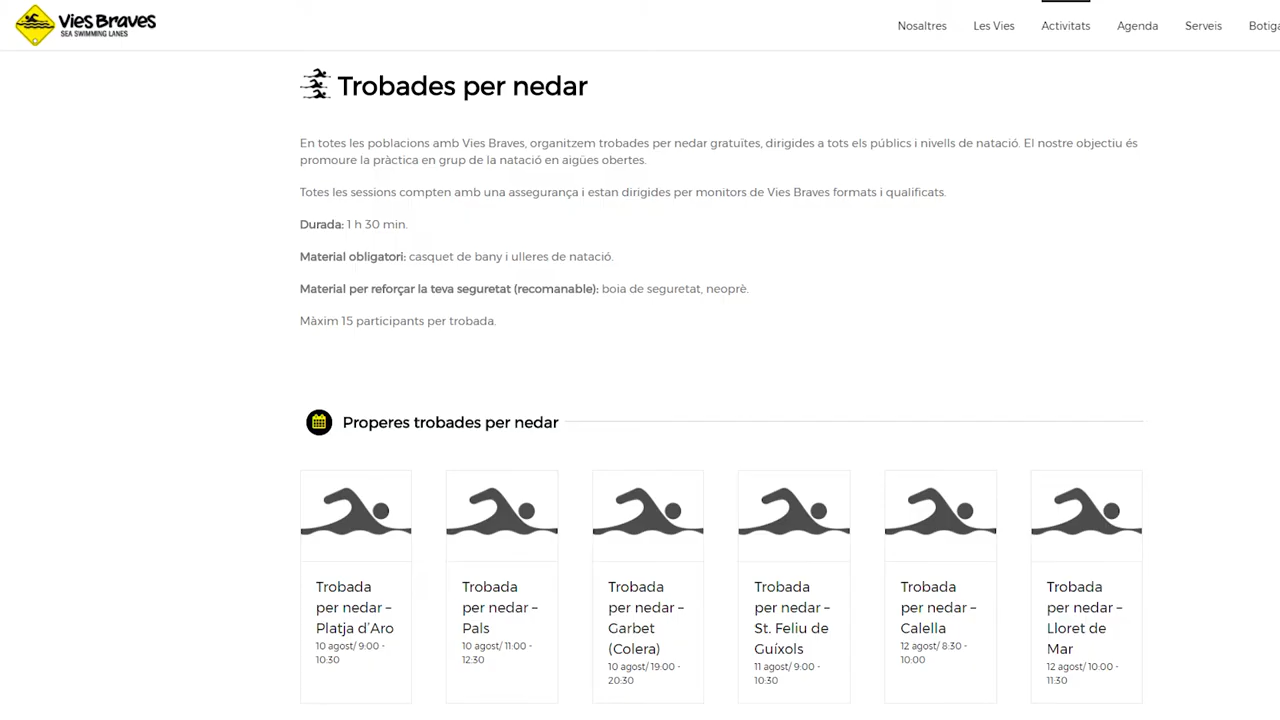 Vies Braves
SEA SWIMMING LANES
Nosaltres
Les Vies
Activitats
Agenda
Serveis
Botiga
Trobades per nedar
En totes les poblacions amb Vies Braves, organitzem trobades per nedar gratuïtes, dirigides a tots els públics i nivells de natació. El nostre objectiu és
promoure la pràctica en grup de la natació en aigües obertes.
Totes les sessions compten amb una assegurança i estan dirigides per monitors de Vies Braves formats i qualificats.
Durada: 1 h 30 min.
Material obligatori: casquet de bany i ulleres de natació.
Material per reforçar la teva seguretat (recomanable): boia de seguretat, neoprè.
Màxim 15 participants per trobada.
Properes trobades per nedar
Trobada
per nedar –
Platja d'Aro
10 agost/ 9:00 -
10:30
Trobada
per nedar –
Pals
10 agost/ 11:00 -
12:30
Trobada
per nedar –
Garbet
(Colera)
10 agost/ 19:00 -
20:30
Trobada
per nedar –
St. Feliu de
Guíxols
11 agost/ 9:00 -
10:30
Trobada
per nedar –
Calella
12 agost/ 8:30 -
10:00
Trobada
per nedar –
Lloret de
Mar
12 agost/ 10:00 -
11:30